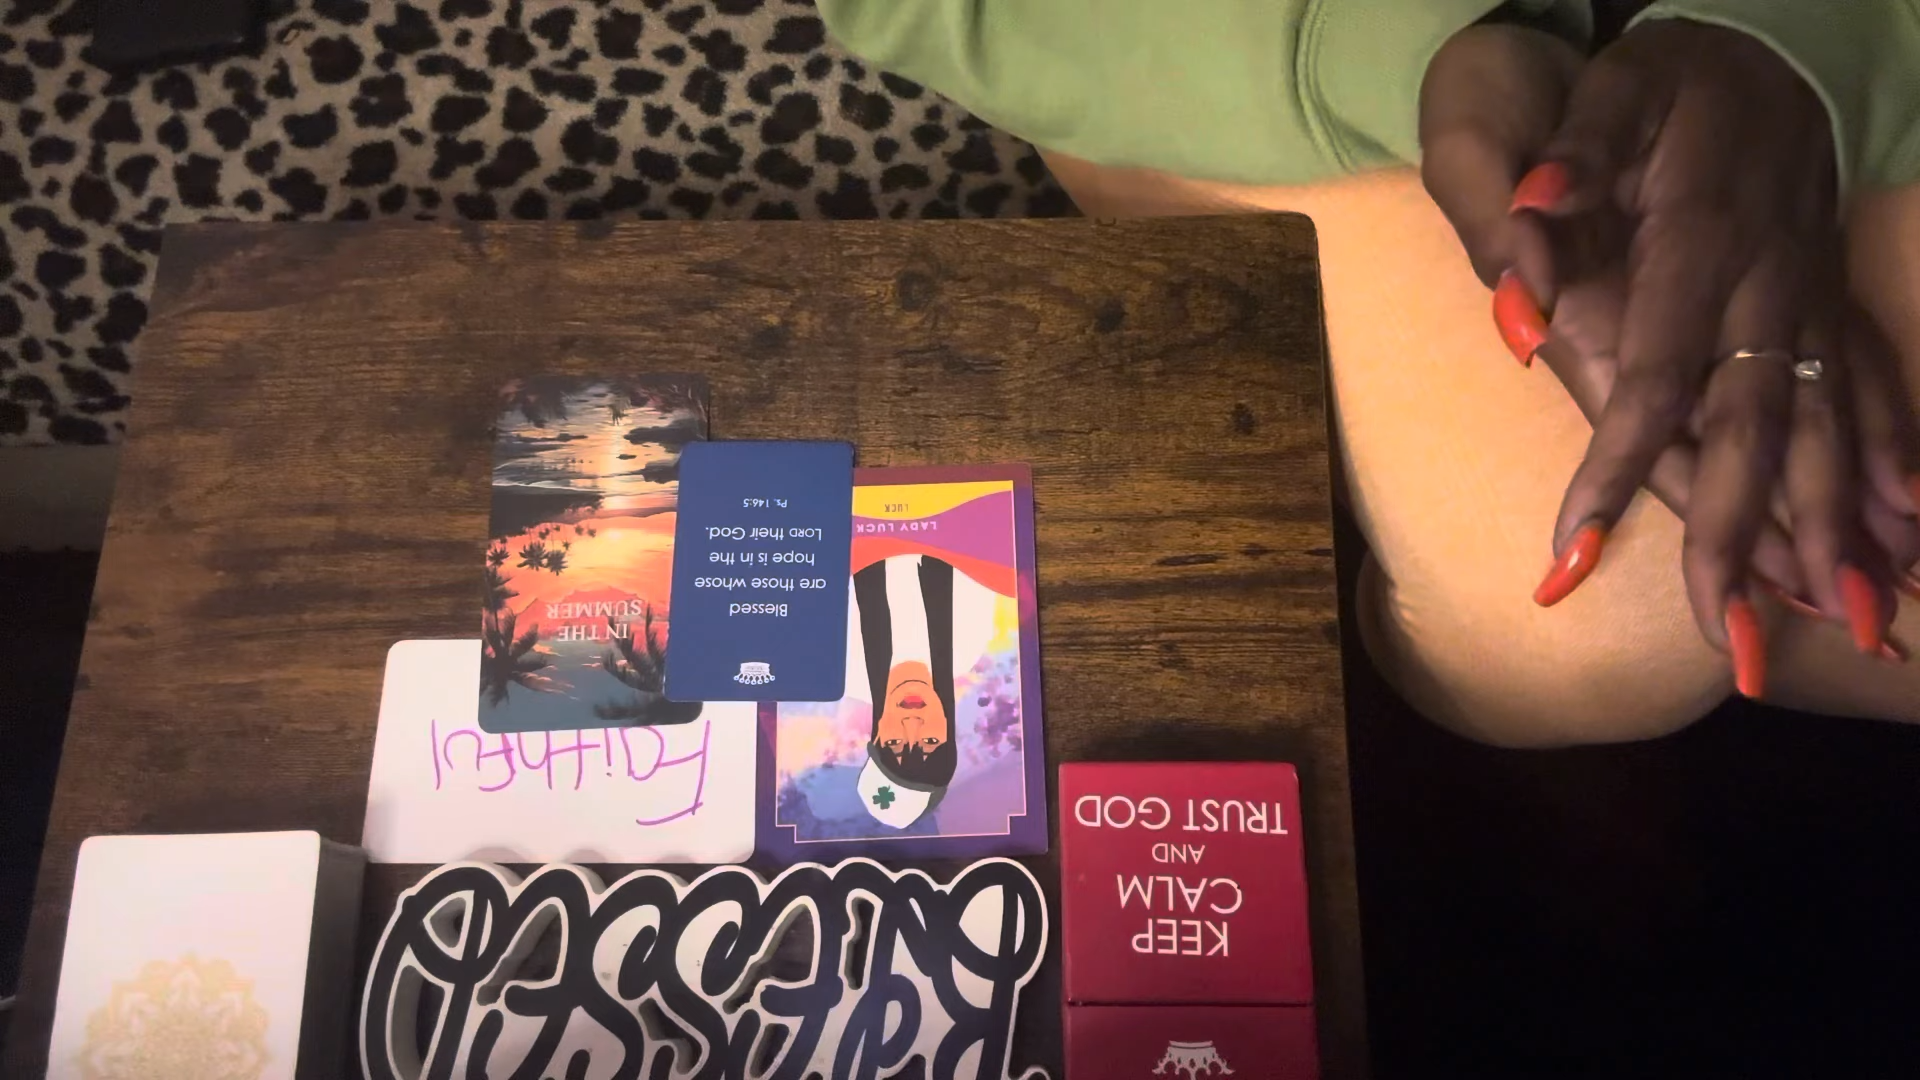 IN THE
SUMMER
Blessed
are those whose
hope is in the
LORD their God.
Ps. 146:5
LADY LUCK
LUCK
Faithful
KEEP
CALM
AND
TRUST GOD
Blessed